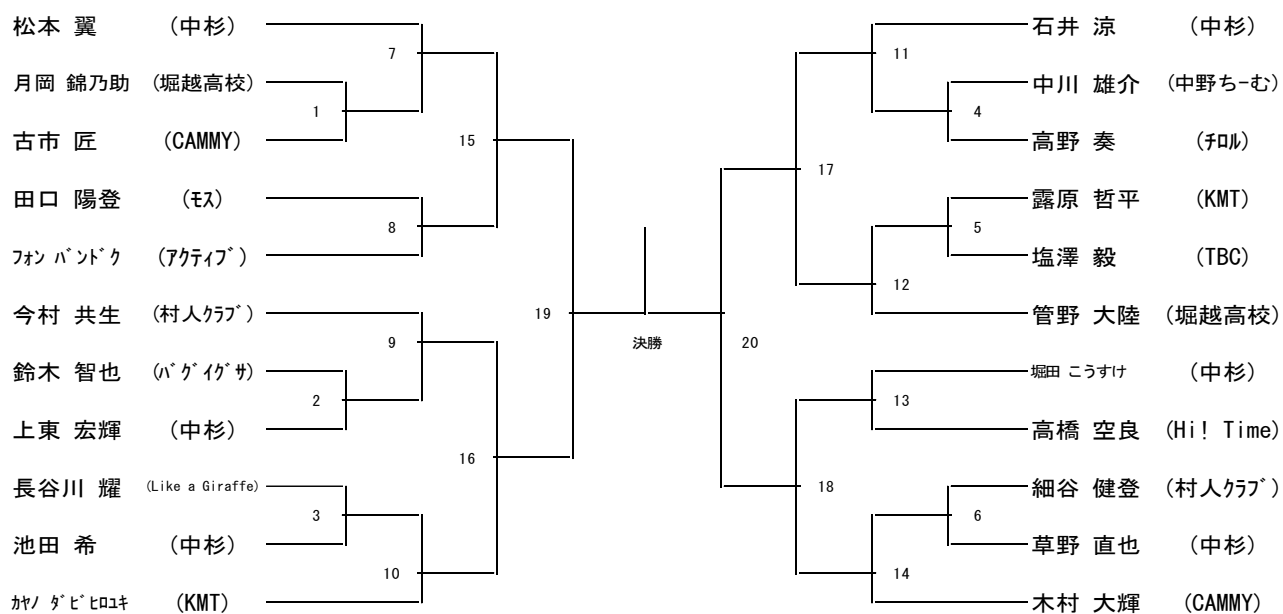 松本 翼 (中杉)
月岡 錦乃助 (堀越高校)
古市 匠 (CAMMY)
田口 陽登 (ﾓｽ)
ﾌｫﾝ ﾊﾞﾝﾄﾞｸ (ｱｸﾃｨﾌﾞ)
今村 共生 (村人ｸﾗﾌﾞ)
鈴木 智也 (ﾊﾞｸﾞｲｸﾞｻ)
上東 宏輝 (中杉)
長谷川 耀 (Like a Giraffe)
池田 希 (中杉)
ｶﾔﾉ ﾀﾞﾋﾞﾋﾛﾕｷ (KMT)
7
1
15
8
19
9
2
16
3
10
決勝
11
4
17
5
12
20
13
18
6
14
石井 涼 (中杉)
中川 雄介 (中野ちーむ)
高野 奏 (ﾁﾛﾙ)
露原 哲平 (KMT)
塩澤 毅 (TBC)
管野 大陸 (堀越高校)
堀田 こうすけ (中杉)
高橋 空良 (Hi! Time)
細谷 健登 (村人ｸﾗﾌﾞ)
草野 直也 (中杉)
木村 大輝 (CAMMY)